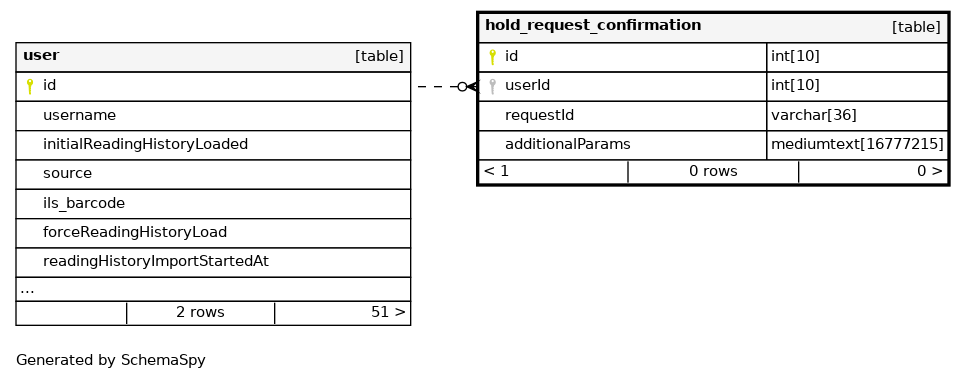 user [table]
id
username
initialReadingHistoryLoaded
source
ils_barcode
forceReadingHistoryLoad
readingHistoryImportStartedAt
...
2 rows 51 >
hold_request_confirmation [table]
id int[10]
userId int[10]
requestId varchar[36]
additionalParams mediumtext[16777215]
< 1 0 rows 0 >
Generated by SchemaSpy